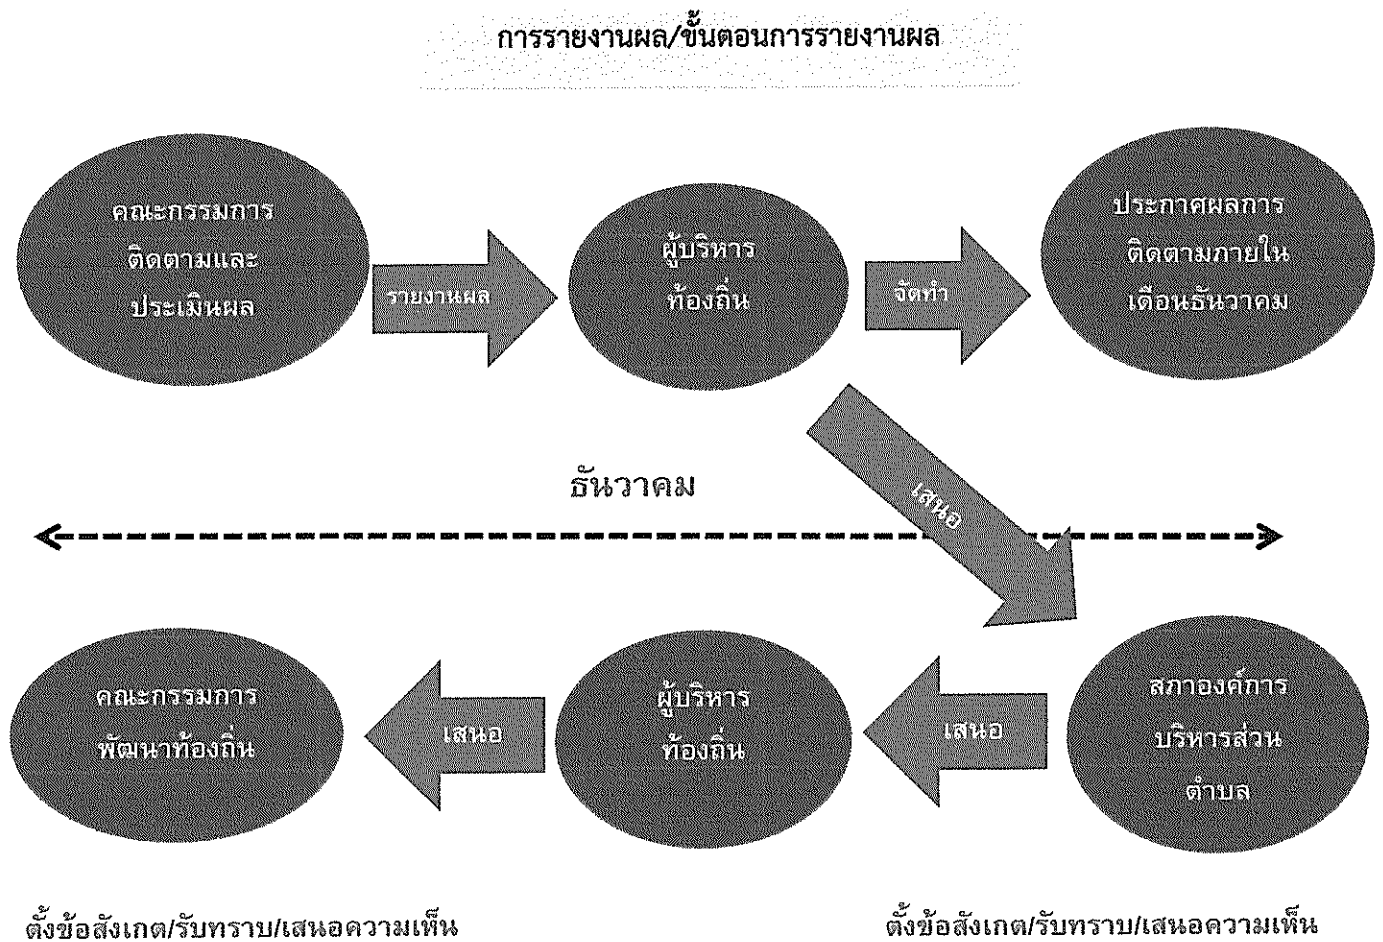 การรายงานผล/ขั้นตอนการรายงานผล
คณะกรรมการ
ติดตามและ
ประเมินผล
รายงานผล
ผู้บริหาร
ท้องถิ่น
จัดทำ
ประกาศผลการ
ติดตามภายใน
เดือนธันวาคม
เสนอ
ธันวาคม
คณะกรรมการ
พัฒนาท้องถิ่น
เสนอ
ผู้บริหาร
ท้องถิ่น
เสนอ
สภาองค์การ
บริหารส่วน
ตำบล
ตั้งข้อสังเกต/รับทราบ/เสนอความเห็น
ตั้งข้อสังเกต/รับทราบ/เสนอความเห็น